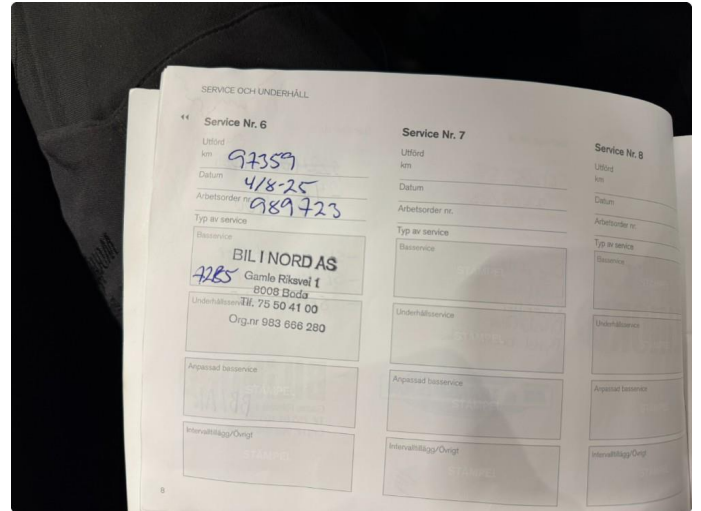 SERVICE OCH UNDERHÅLL
Service Nr. 6
Utförd
km 97359
Datum 4/8-25
Arbetsorder nr. 989723
Typ av service
Basservice
BIL I NORD AS
A2B5 Gamle Riksvei 1
8008 Bodø
Underhållsservice Tlf. 75 50 41 00
Org.nr 983 666 280
Anpassad basservice
Intervalltillägg/Övrigt
8
Service Nr. 7
Utförd
km
Datum
Arbetsorder nr.
Typ av service
Basservice
Underhållsservice
Anpassad basservice
Intervalltillägg/Övrigt
Service Nr. 8
Utförd
km
Datum
Arbetsorder nr.
Typ av service
Basservice
Underhållsservice
Anpassad basservice
Intervalltillägg/Övrigt